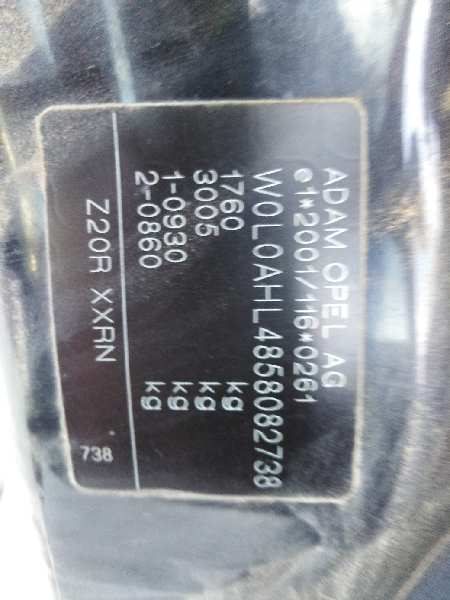 ADAM OPEL AG
e1*2001/116*0261
W0L0AHL4858082738
1760 kg
3005 kg
1-0930 kg
2-0860 kg
Z20R XXRN 738